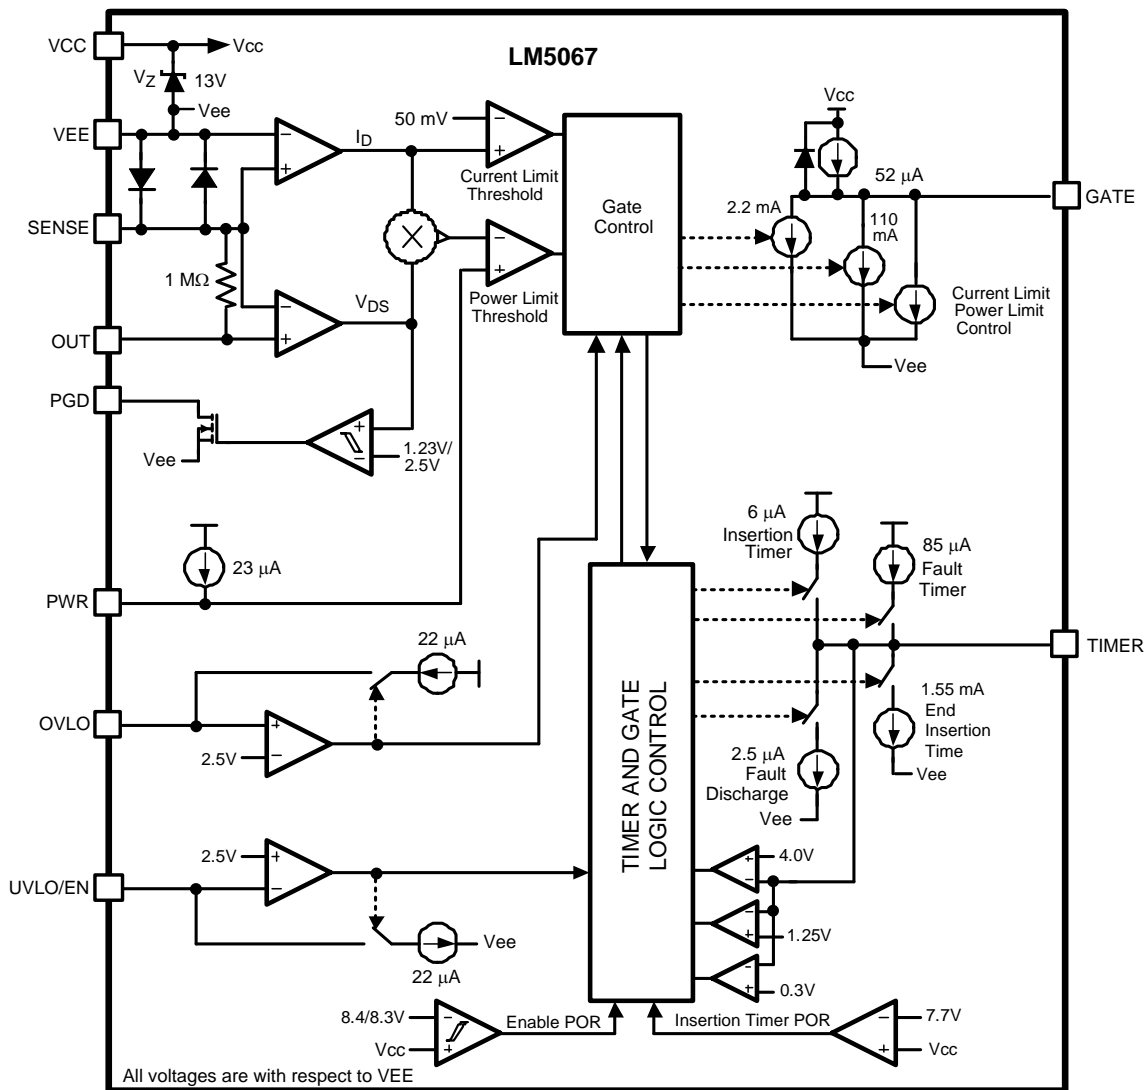 LM5067
VCC
Vcc
VZ
13V
Vee
VEE
SENSE
1 MΩ
OUT
PGD
Vee
ID
VDS
50 mV
−
+
Current Limit
Threshold
−
+
Power Limit
Threshold
−
+
−
+
+
−
1.23V/
2.5V
Gate
Control
Vcc
52 µA
2.2 mA
110
mA
GATE
Current Limit
Power Limit
Control
Vee
23 µA
PWR
22 µA
OVLO
+
−
2.5V
2.5V
+
−
UVLO/EN
Vee
22 µA
TIMER AND GATE
LOGIC CONTROL
6 µA
Insertion
Timer
85 µA
Fault
Timer
TIMER
1.55 mA
End
Insertion
Time
Vee
2.5 µA
Fault
Discharge
Vee
+
−
4.0V
−
+
1.25V
-
+
0.3V
8.4/8.3V
−
+
Vcc
Enable POR
Insertion Timer POR
−
+
7.7V
Vcc
All voltages are with respect to VEE